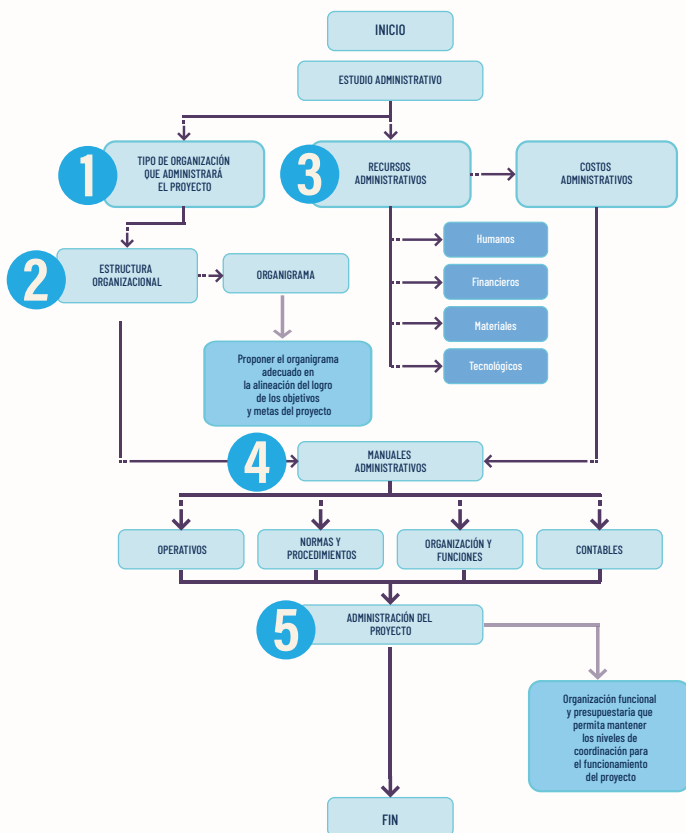 INICIO
ESTUDIO ADMINISTRATIVO
1
TIPO DE ORGANIZACIÓN
QUE ADMINISTRARÁ
EL PROYECTO
3
RECURSOS
ADMINISTRATIVOS
COSTOS
ADMINISTRATIVOS
Humanos
Financieros
Materiales
Tecnológicos
2
ESTRUCTURA
ORGANIZACIONAL
ORGANIGRAMA
Proponer el organigrama
adecuado en
la alineación del logro
de los objetivos
y metas del proyecto
4
MANUALES
ADMINISTRATIVOS
OPERATIVOS
NORMAS Y
PROCEDIMIENTOS
ORGANIZACIÓN Y
FUNCIONES
CONTABLES
5
ADMINISTRACIÓN DEL
PROYECTO
Organización funcional
y presupuestaria que
permita mantener
los niveles de
coordinación para
el funcionamiento
del proyecto
FIN